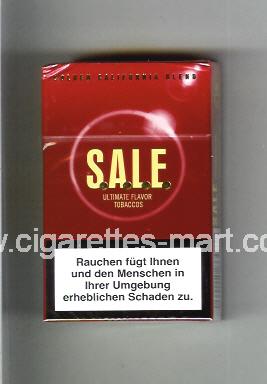 GOLDEN CALIFORNIA BLEND
SALE
ULTIMATE FLAVOR
TOBACCOS
www.cigarettes-mart.com
Rauchen fügt Ihnen
und den Menschen in
Ihrer Umgebung
erheblichen Schaden zu.